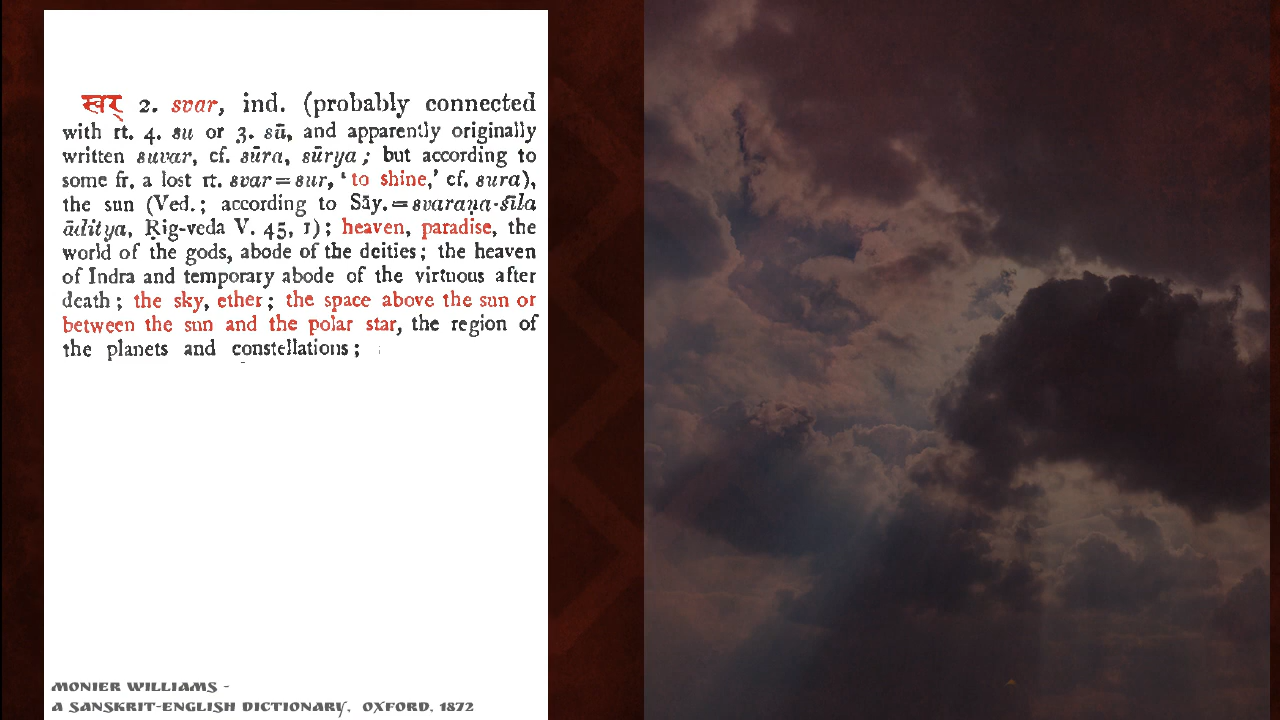 स्वर् 2. svar, ind. (probably connected
with rt. 4. su or 3. sū, and apparently originally
written suvar, cf. sūra, sūrya; but according to
some fr. a lost rt. svar=sur, ‘to shine,’ cf. sura),
the sun (Ved.; according to Sāy.=svaraṇa-śīla
āditya, Ṛig-veda V. 45, 1); heaven, paradise, the
world of the gods, abode of the deities; the heaven
of Indra and temporary abode of the virtuous after
death; the sky, ether; the space above the sun or
between the sun and the polar star, the region of
the planets and constellations;
MONIER WILLIAMS -
A SANSKRIT-ENGLISH DICTIONARY. OXFORD. 1872